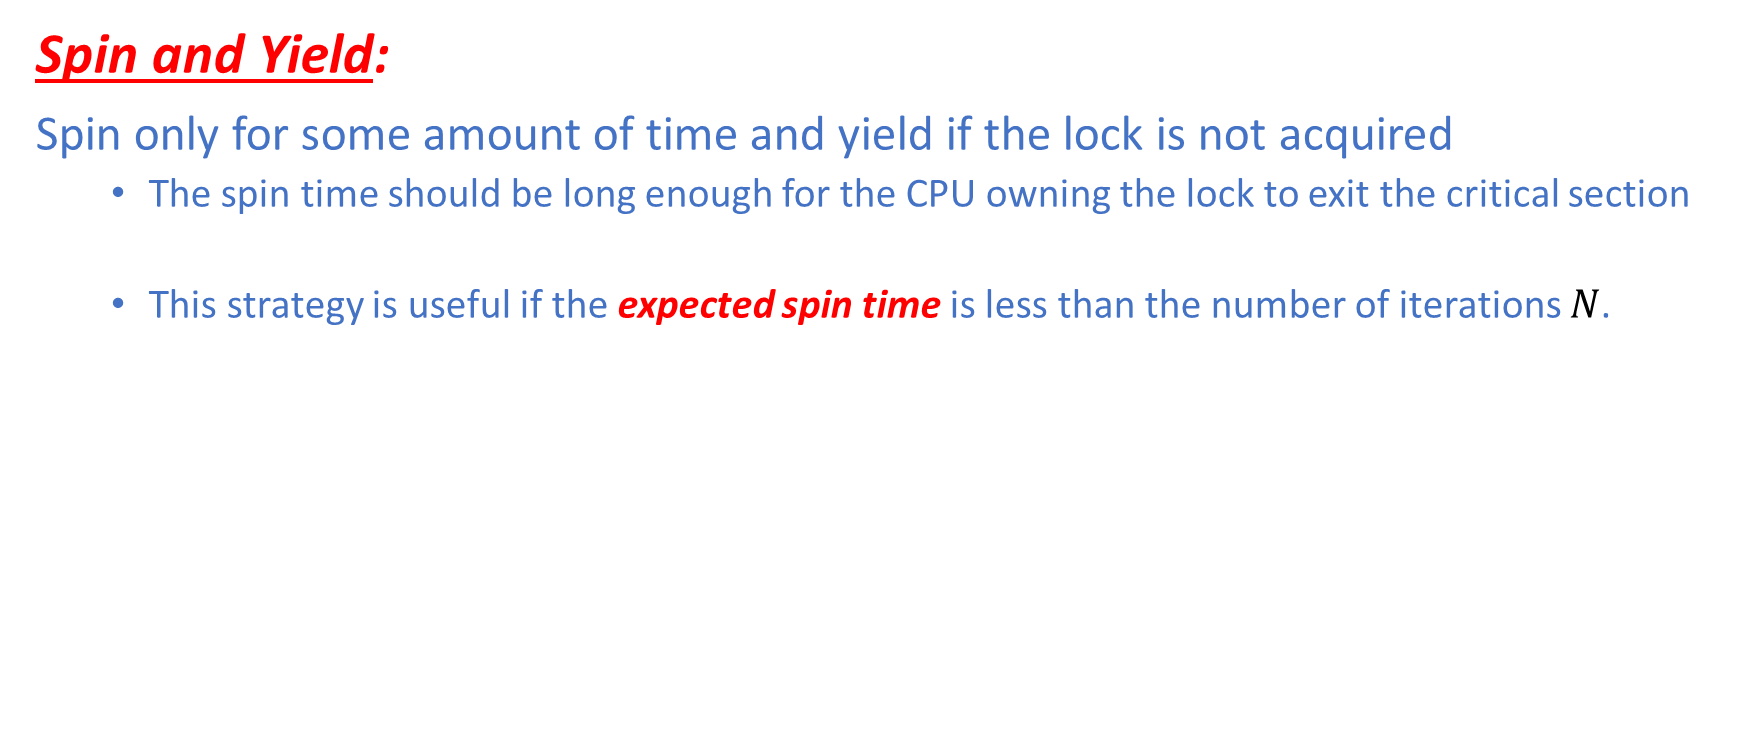 Spin and Yield:
Spin only for some amount of time and yield if the lock is not acquired
• The spin time should be long enough for the CPU owning the lock to exit the critical section
• This strategy is useful if the expected spin time is less than the number of iterations N.